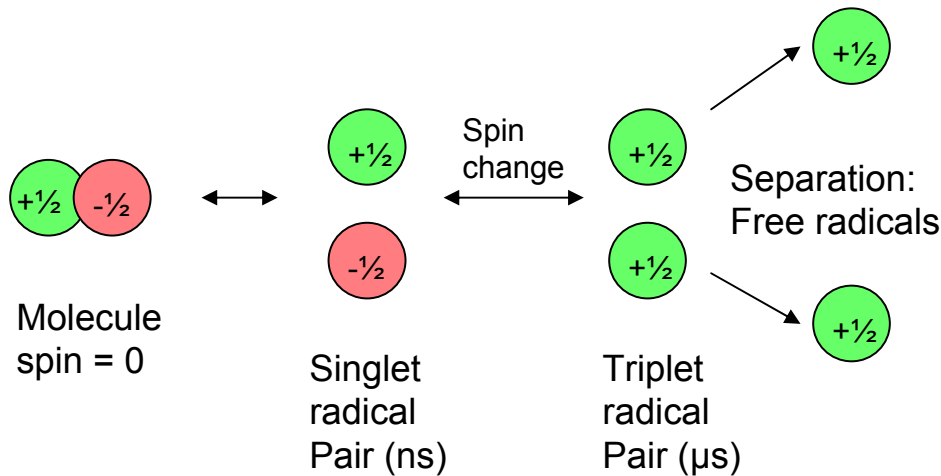 +½
-½
Molecule
spin = 0
+½
-½
Singlet
radical
Pair (ns)
Spin
change
+½
+½
Triplet
radical
Pair (µs)
+½
Separation:
Free radicals
+½